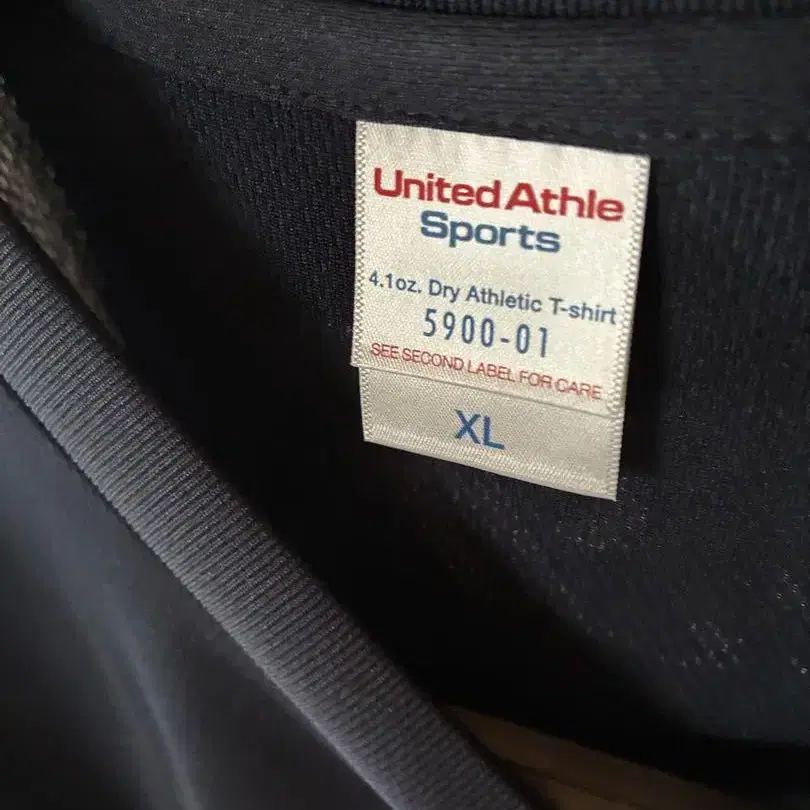 United Athle
Sports
4.1oz. Dry Athletic T-shirt
5900-01
SEE SECOND LABEL FOR CARE
XL